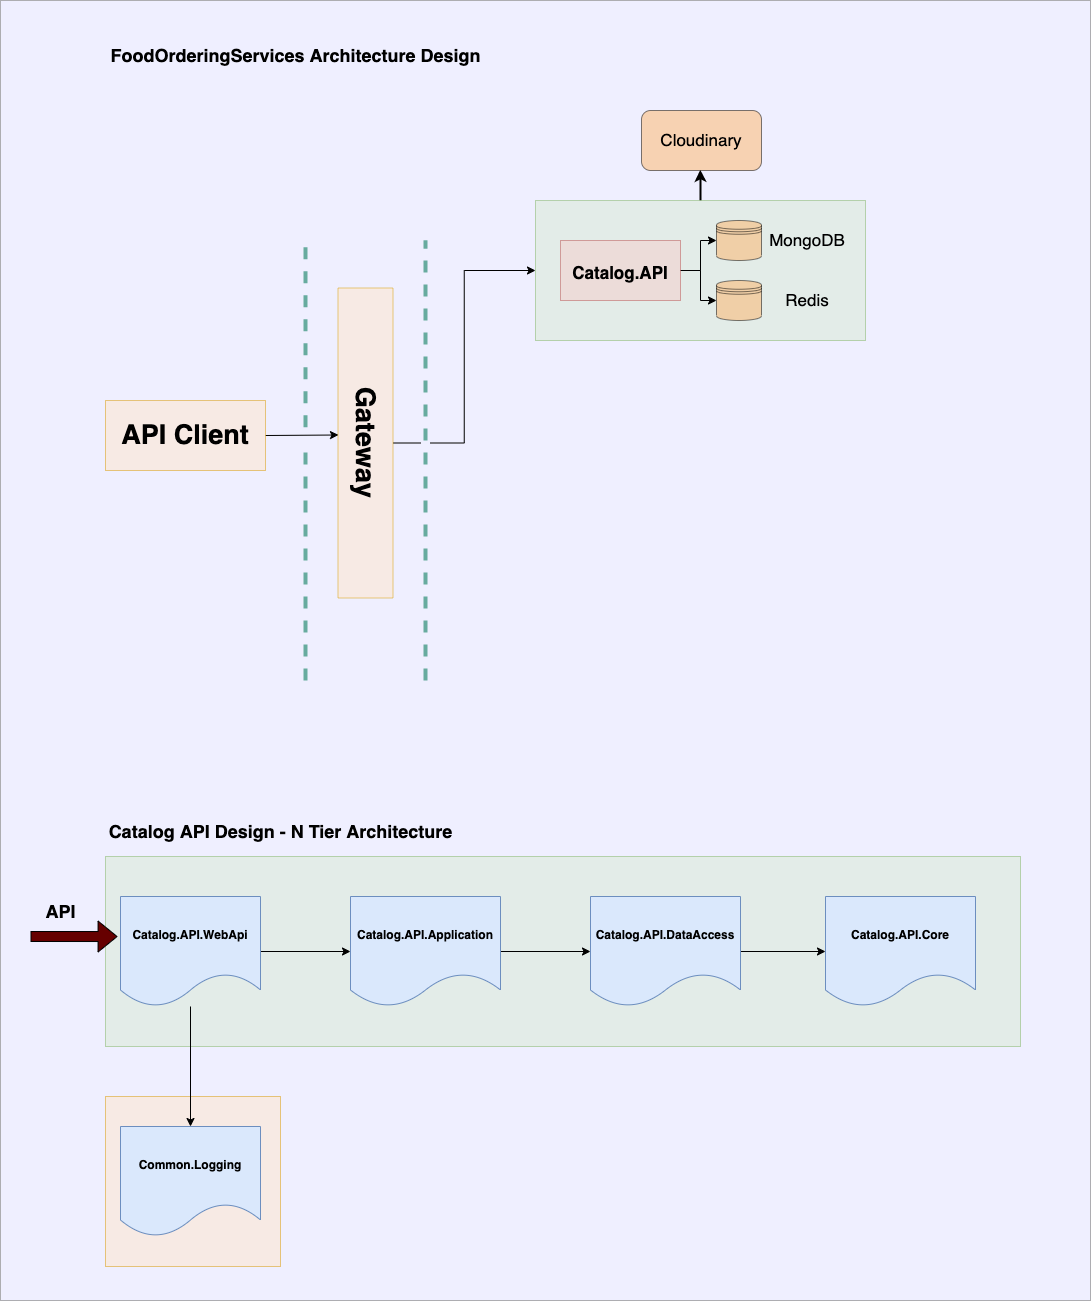 FoodOrderingServices Architecture Design
Cloudinary
MongoDB
Catalog.API
Redis
Gateway
API Client
Catalog API Design - N Tier Architecture
API
Catalog.API.WebApi
Catalog.API.Application
Catalog.API.DataAccess
Catalog.API.Core
Common.Logging